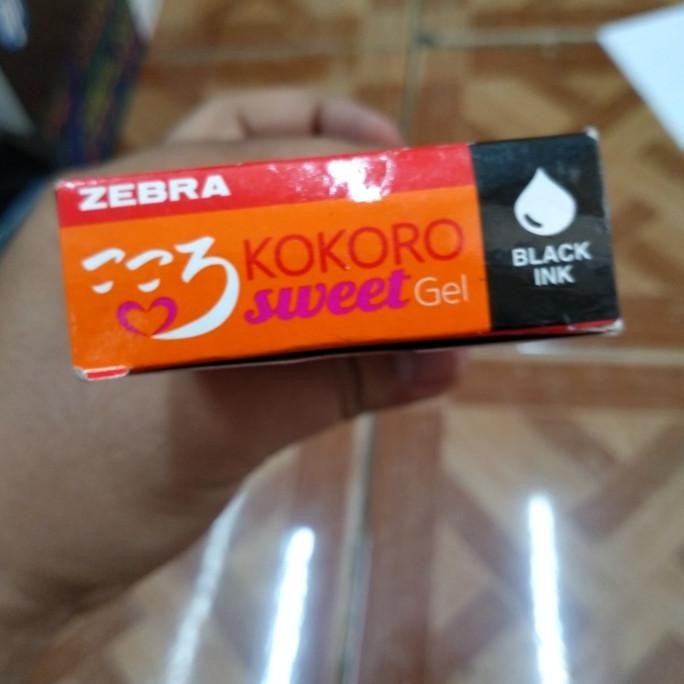 ZEBRA
こころ KOKORO
sweet Gel
BLACK
INK